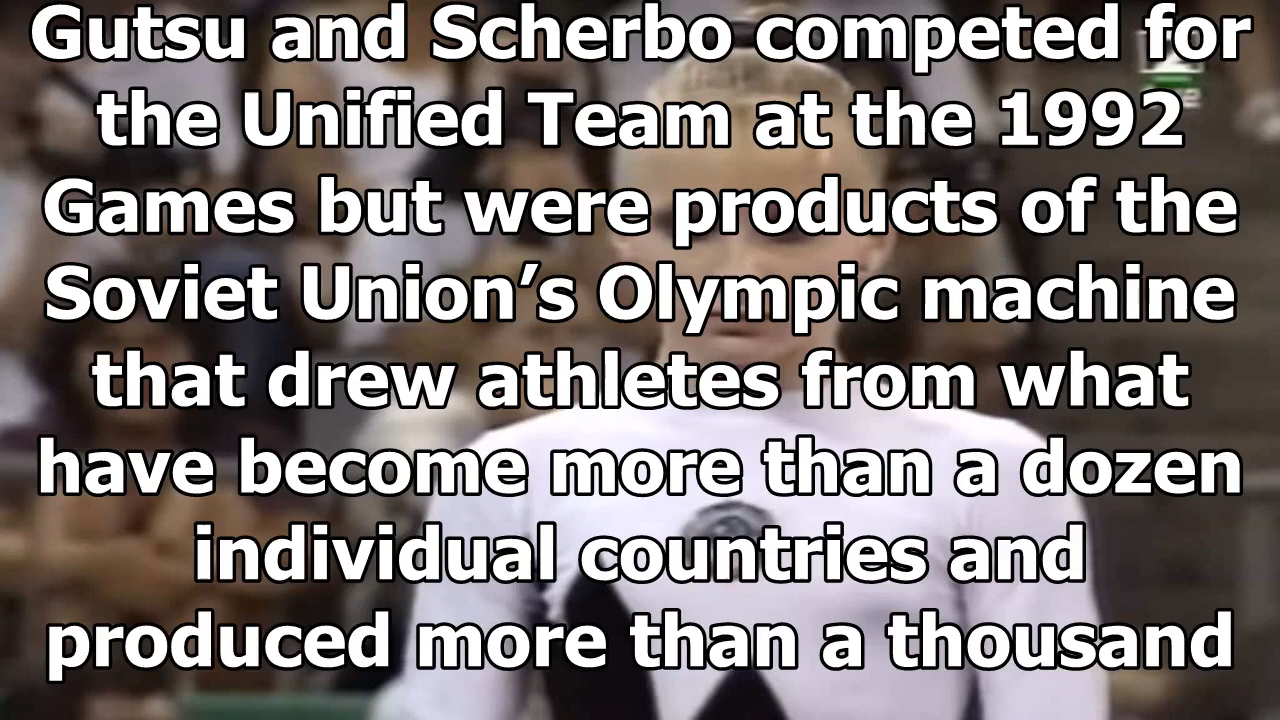 Gutsu and Scherbo competed for
the Unified Team at the 1992
Games but were products of the
Soviet Union’s Olympic machine
that drew athletes from what
have become more than a dozen
individual countries and
produced more than a thousand